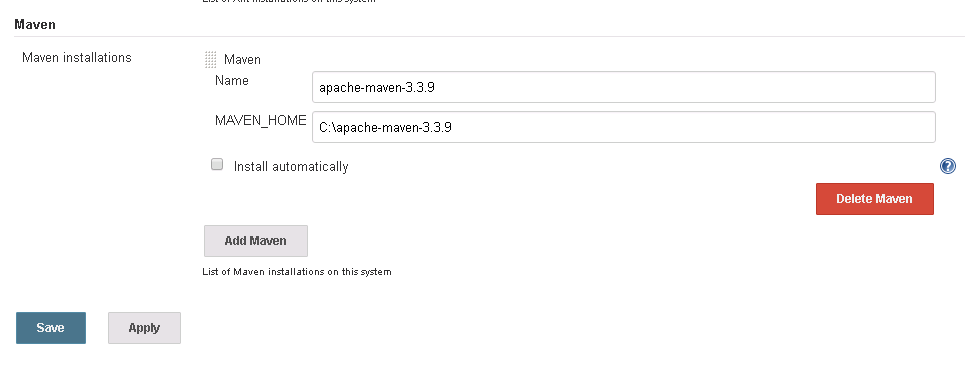 List of Ant installations on this system
Maven
Maven installations
Maven
Name
apache-maven-3.3.9
MAVEN_HOME
C:\apache-maven-3.3.9
Install automatically
?
Delete Maven
Add Maven
List of Maven installations on this system
Save
Apply